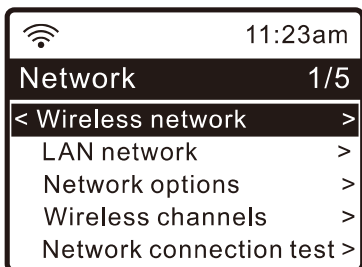 11:23am
Network 1/5
< Wireless network >
LAN network >
Network options >
Wireless channels >
Network connection test >